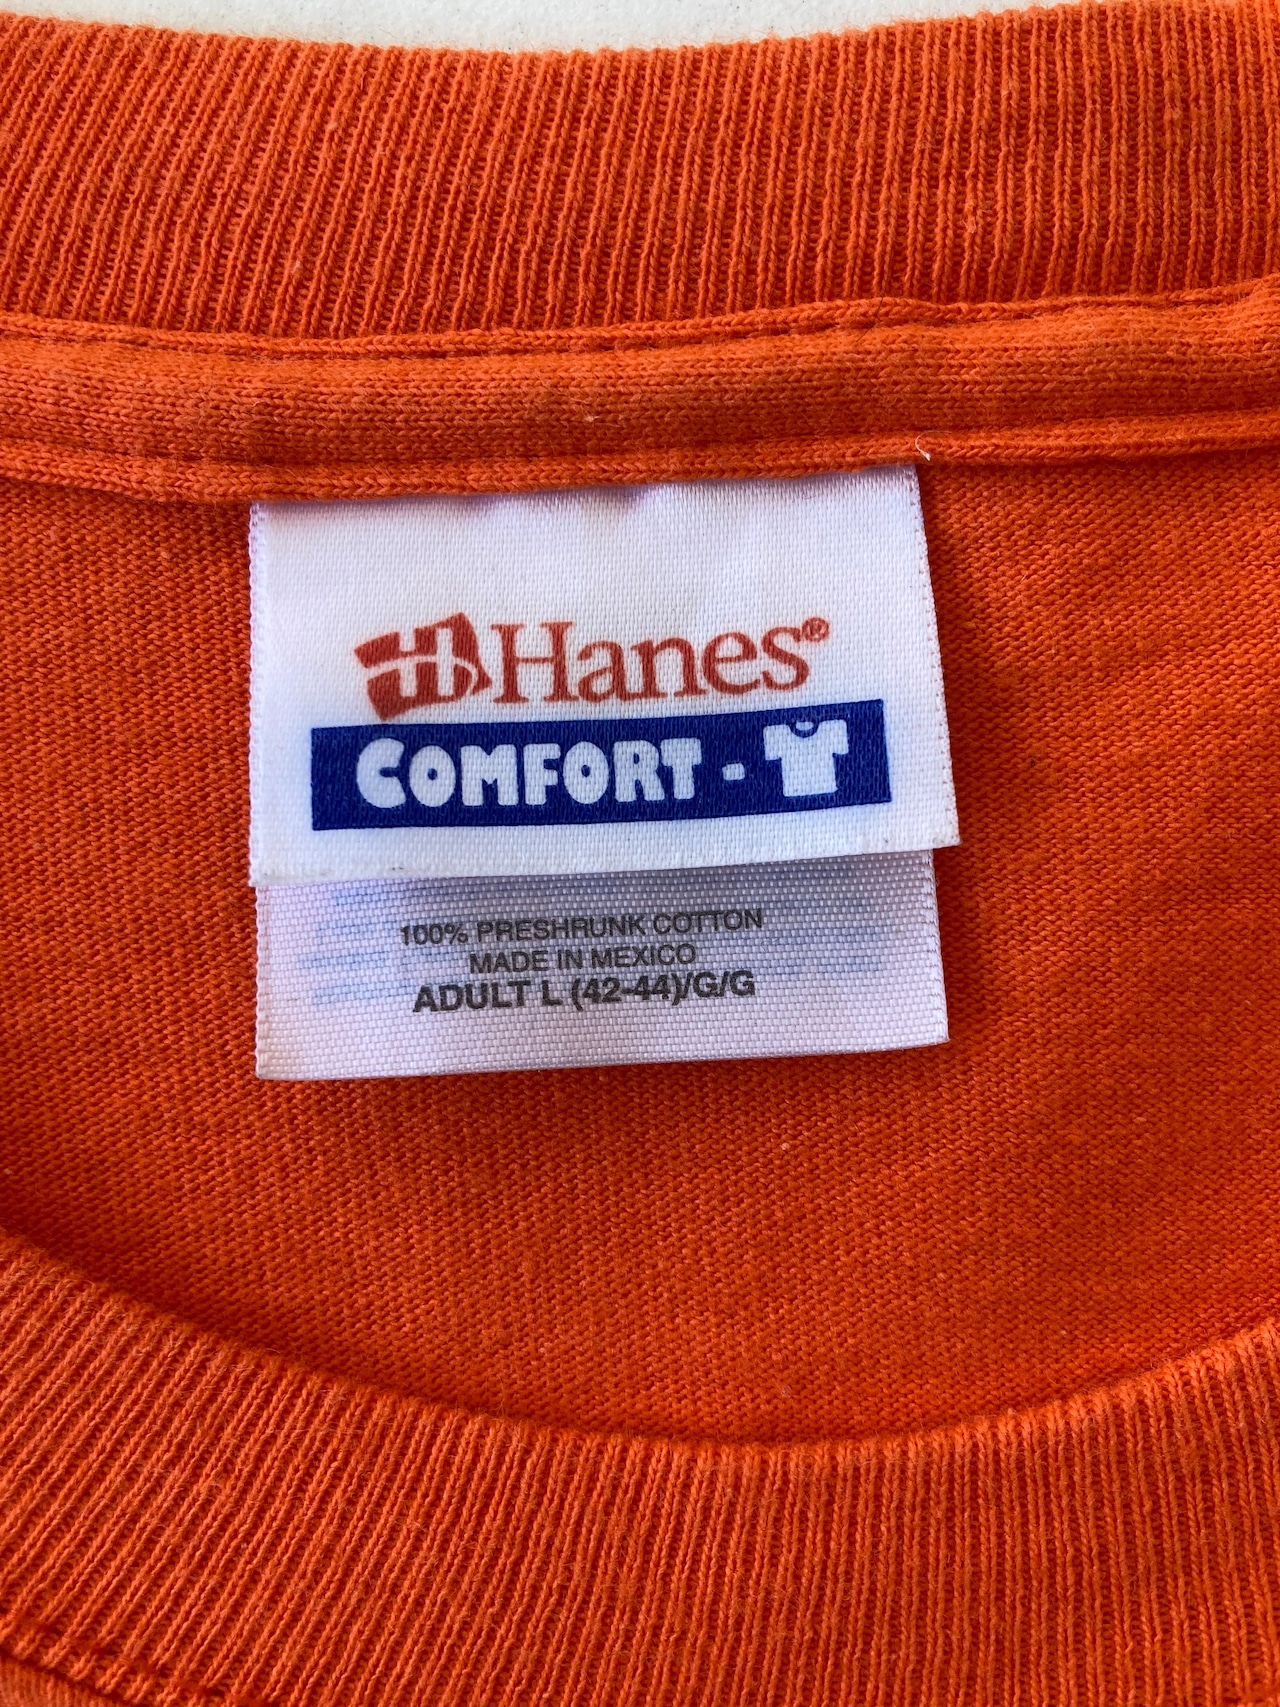 Hanes®
COMFORT -
100% PRESHRUNK COTTON
MADE IN MEXICO
ADULT L (42-44)/G/G